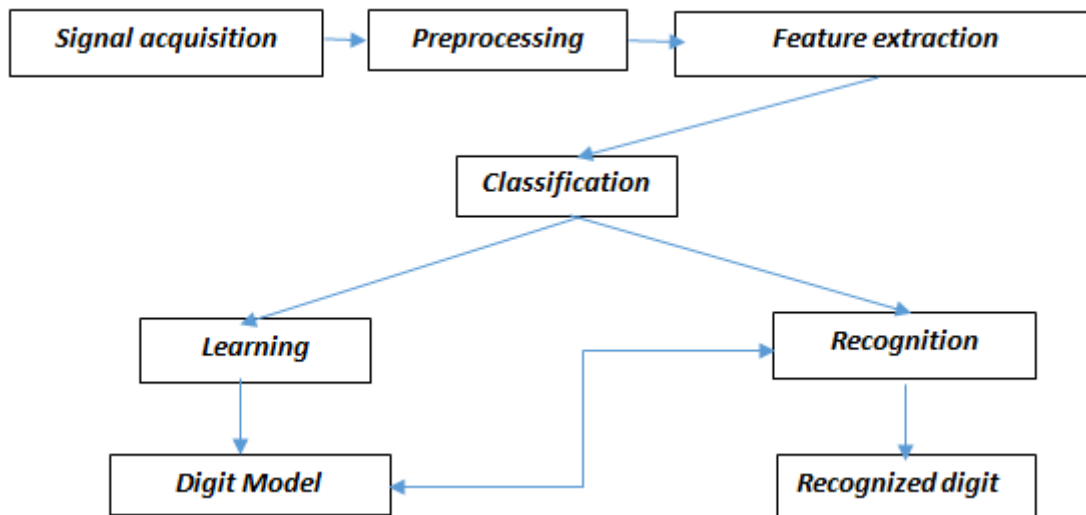 Signal acquisition
Preprocessing
Feature extraction
Classification
Learning
Recognition
Digit Model
Recognized digit